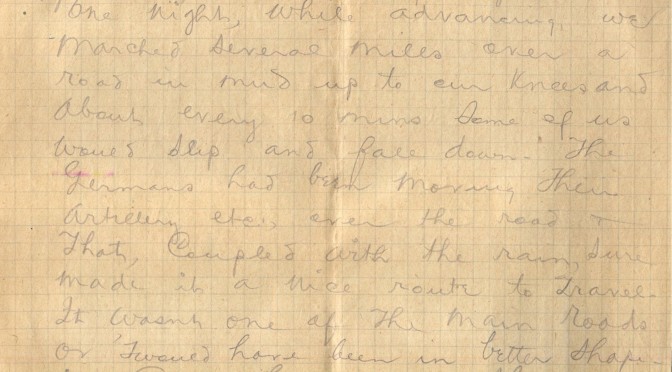 One night, while advancing, we
Marched several miles over a
road in mud up to our knees and
About every 10 mins some of us
would slip and fall down. The
Germans had been moving their
Artillery etc. over the road –
That, Coupled with the rain, sure
made it a nice route to travel.
It wasnt one of the main roads
or 'twould have been in better shape.